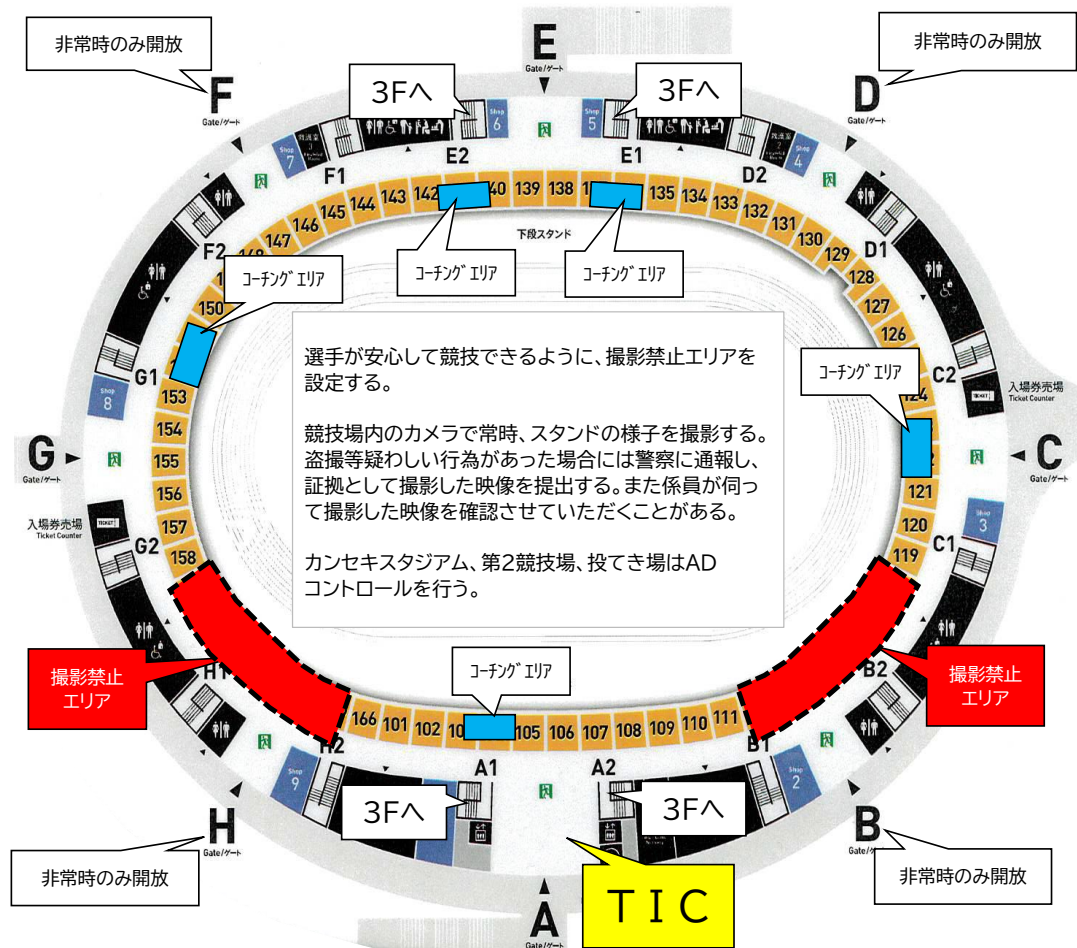 非常時のみ開放
E
Gate/ゲート
非常時のみ開放
F
Gate/ゲート
3Fへ
3Fへ
D
Gate/ゲート
Shop
6
Shop
5
Shop
7
Shop
4
F1
E2
E1
D2
F2
D1
147
146
145
144
143
142
139
138
135
134
133
132
131
130
129
128
127
126
下段スタンド
コーチングエリア
コーチングエリア
コーチングエリア
150
153
154
155
156
157
158
G1
Shop
8
G
Gate/ゲート
入場券売場
Ticket Counter
TICKET
G2
選手が安心して競技できるように、撮影禁止エリアを
設定する。
競技場内のカメラで常時、スタンドの様子を撮影する。
盗撮等疑わしい行為があった場合には警察に通報し、
証拠として撮影した映像を提出する。また係員が伺っ
て撮影した映像を確認させていただくことがある。
カンセキスタジアム、第2競技場、投てき場はAD
コントロールを行う。
コーチングエリア
C2
入場券売場
Ticket Counter
TICKET
C
Gate/ゲート
121
120
119
Shop
3
C1
撮影禁止
エリア
H1
コーチングエリア
B2
撮影禁止
エリア
166
101
102
105
106
107
108
109
110
111
H2
B1
Shop
9
A1
A2
Shop
2
3Fへ
3Fへ
H
Gate/ゲート
B
非常時のみ開放
非常時のみ開放
TIC
A
Gate/ゲート